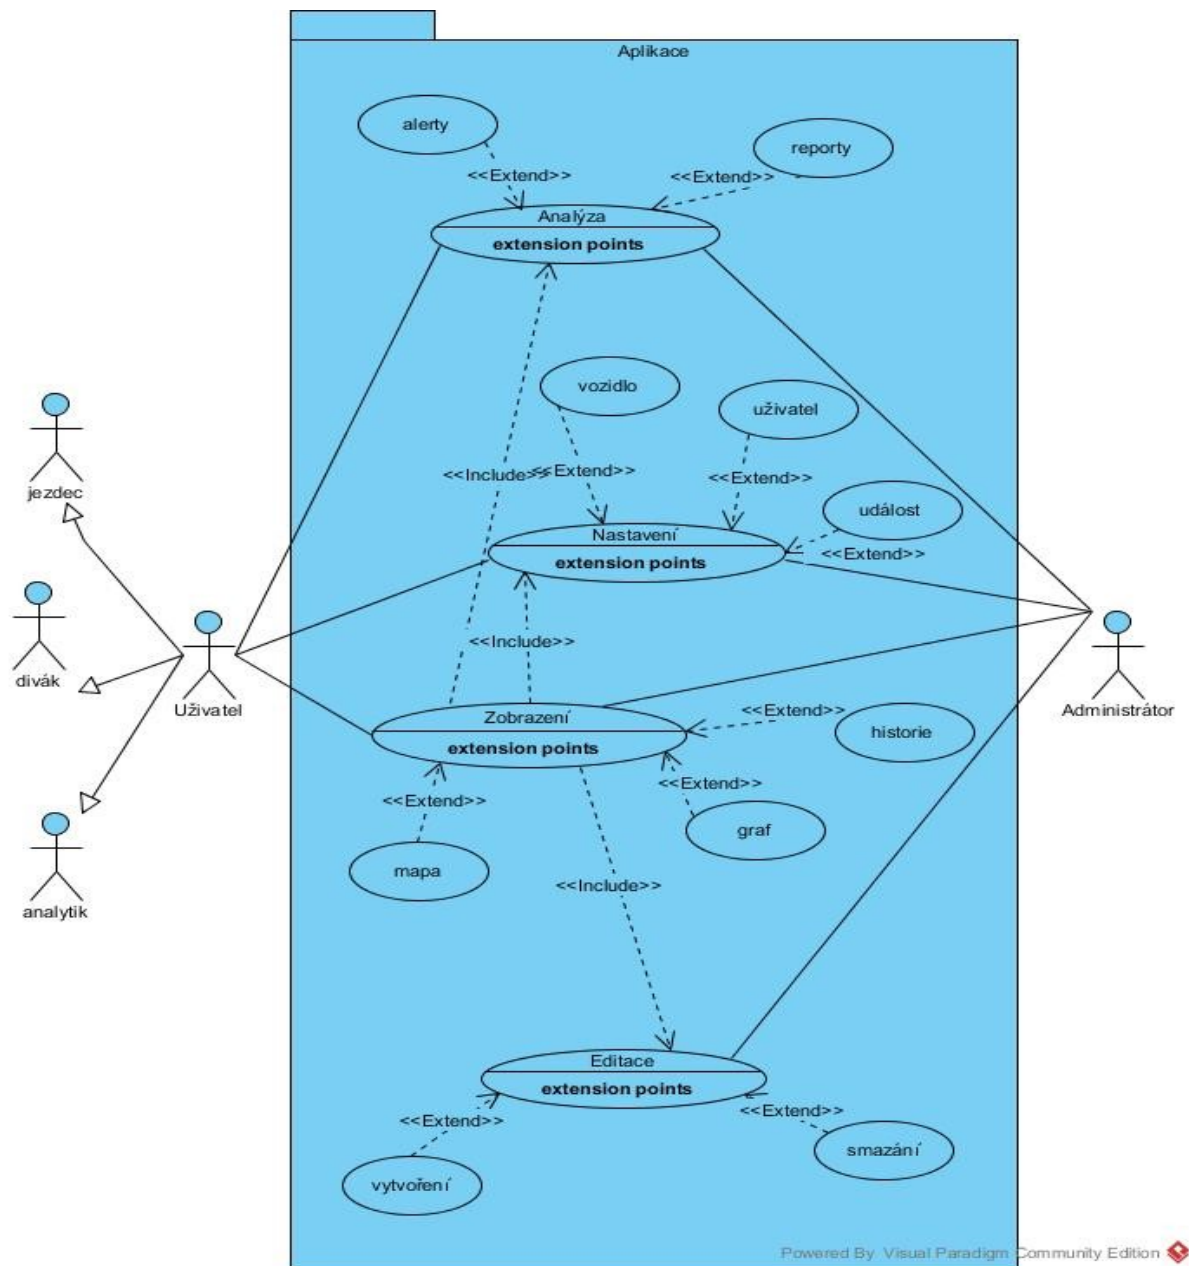 Aplikace
alerty
reporty
<<Extend>>
<<Extend>>
Analýza
extension points
vozidlo
uživatel
<<Include>>
<<Extend>>
<<Extend>>
událost
jezdec
Nastavení
<<Extend>>
extension points
<<Include>>
divák
Uživatel
Administrátor
Zobrazení
<<Extend>>
historie
extension points
<<Extend>>
<<Extend>>
graf
mapa
<<Include>>
analytik
Editace
extension points
<<Extend>>
<<Extend>>
smazání
vytvoření
Powered By Visual Paradigm Community Edition